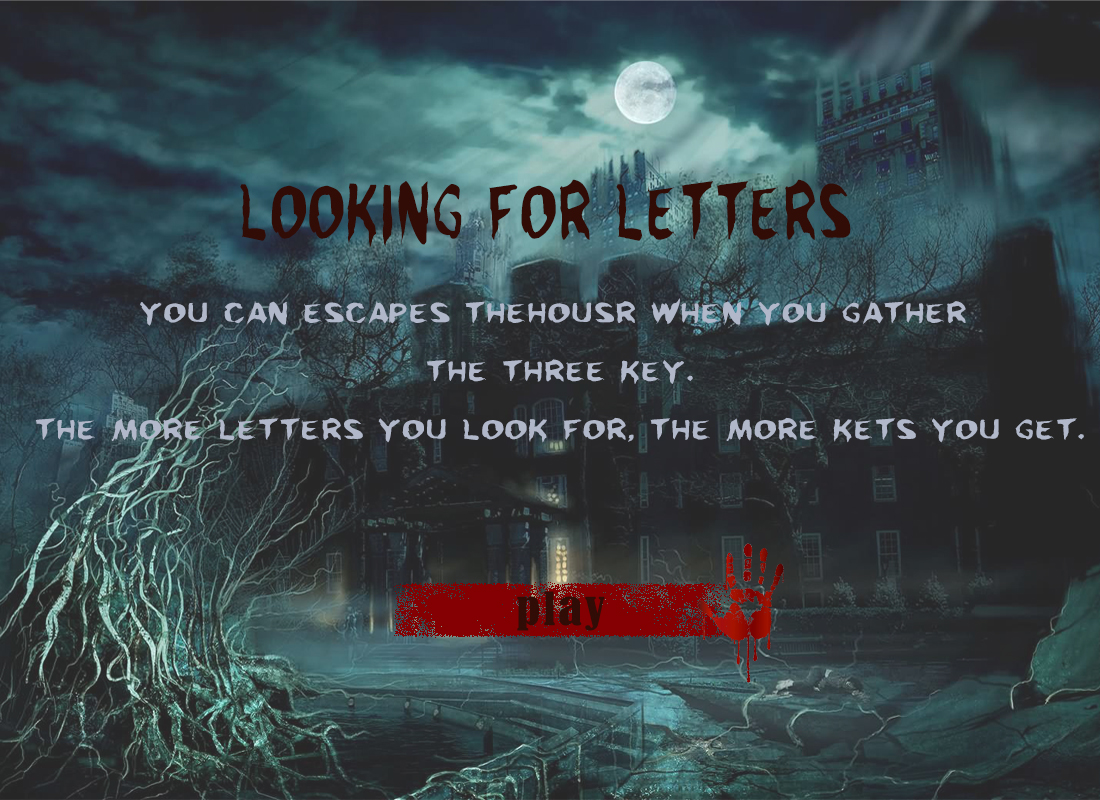 LOOKING FOR LETTERS
YOU CAN ESCAPES THEHOUSR WHEN YOU GATHER
THE THREE KEY.
THE MORE LETTERS YOU LOOK FOR, THE MORE KETS YOU GET.
play